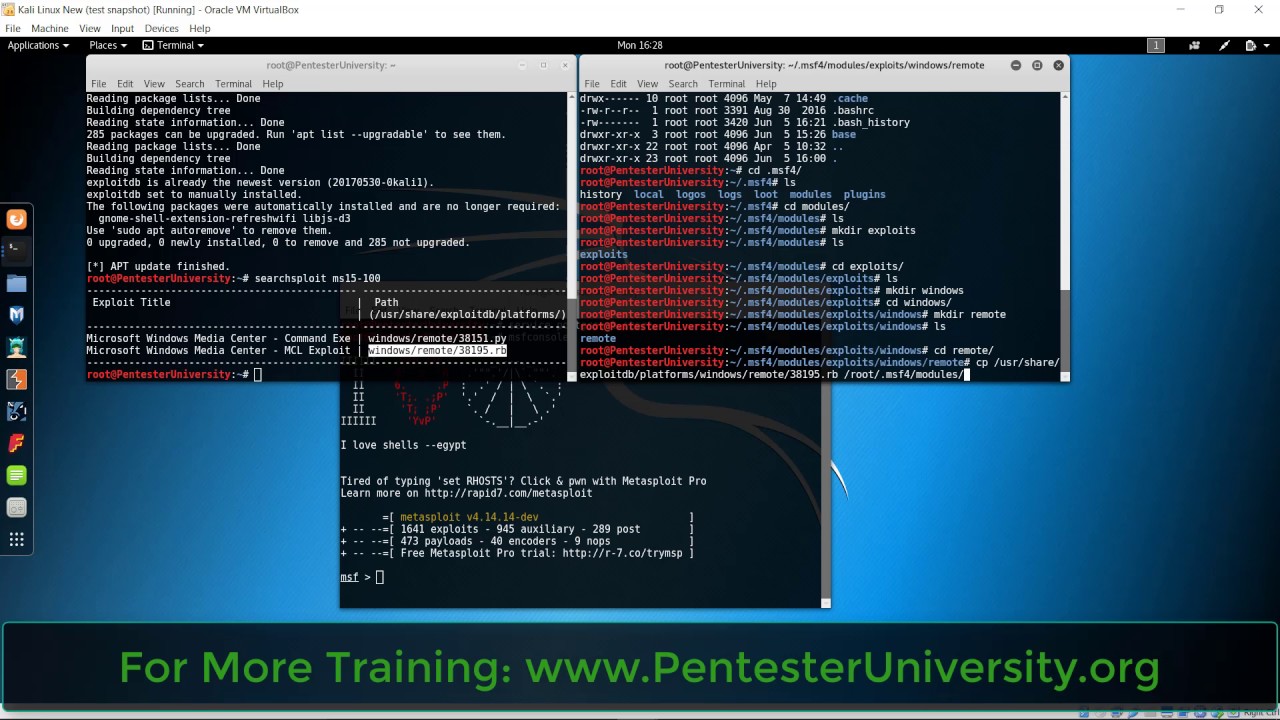 Kali Linux New (test snapshot) [Running] - Oracle VM VirtualBox
File Machine View Input Devices Help
Applications Places Terminal Mon 16:28 1
root@PentesterUniversity: ~
File Edit View Search Terminal Help
Reading package lists... Done
Building dependency tree
Reading state information... Done
285 packages can be upgraded. Run 'apt list --upgradable' to see them.
Reading package lists... Done
Building dependency tree
Reading state information... Done
exploitdb is already the newest version (20170530-0kali1).
exploitdb set to manually installed.
The following packages were automatically installed and are no longer required:
gnome-shell-extension-refreshwifi libjs-d3
Use 'sudo apt autoremove' to remove them.
0 upgraded, 0 newly installed, 0 to remove and 285 not upgraded.
[*] APT update finished.
root@PentesterUniversity:~# searchsploit ms15-100
Exploit Title | Path
| (/usr/share/exploitdb/platforms/)
Microsoft Windows Media Center - Command Exe | windows/remote/38151.py
Microsoft Windows Media Center - MCL Exploit | windows/remote/38195.rb
root@PentesterUniversity:~#
root@PentesterUniversity: ~/.msf4/modules/exploits/windows/remote
File Edit View Search Terminal Help
drwx------ 10 root root 4096 May 7 14:49 .cache
-rw-r--r-- 1 root root 3391 Aug 30 2016 .bashrc
-rw------- 1 root root 3420 Jun 5 16:21 .bash_history
drwxr-xr-x 3 root root 4096 Jun 5 15:26 base
drwxr-xr-x 22 root root 4096 Apr 5 10:32 ..
drwxr-xr-x 23 root root 4096 Jun 5 16:00 .
root@PentesterUniversity:~# cd .msf4/
root@PentesterUniversity:~/.msf4# ls
history local logos logs loot modules plugins
root@PentesterUniversity:~/.msf4# cd modules/
root@PentesterUniversity:~/.msf4/modules# ls
root@PentesterUniversity:~/.msf4/modules# mkdir exploits
root@PentesterUniversity:~/.msf4/modules# ls
exploits
root@PentesterUniversity:~/.msf4/modules# cd exploits/
root@PentesterUniversity:~/.msf4/modules/exploits# ls
root@PentesterUniversity:~/.msf4/modules/exploits# mkdir windows
root@PentesterUniversity:~/.msf4/modules/exploits# cd windows/
root@PentesterUniversity:~/.msf4/modules/exploits/windows# mkdir remote
root@PentesterUniversity:~/.msf4/modules/exploits/windows# ls
remote
root@PentesterUniversity:~/.msf4/modules/exploits/windows# cd remote/
root@PentesterUniversity:~/.msf4/modules/exploits/windows/remote# cp /usr/share/
exploitdb/platforms/windows/remote/38195.rb /root/.msf4/modules/
II 6. .P : .' / | \ `. :
II 'T;. .;P' '.' / | \ `.'
II 'T; ;P' `. / | \ .'
IIIIII 'YvP' `-.__|__.-'
I love shells --egypt
Tired of typing 'set RHOSTS'? Click & pwn with Metasploit Pro
Learn more on http://rapid7.com/metasploit
=[ metasploit v4.14.14-dev ]
+ -- --=[ 1641 exploits - 945 auxiliary - 289 post ]
+ -- --=[ 473 payloads - 40 encoders - 9 nops ]
+ -- --=[ Free Metasploit Pro trial: http://r-7.co/trymsp ]
msf >
For More Training: www.PentesterUniversity.org
Right Ctrl